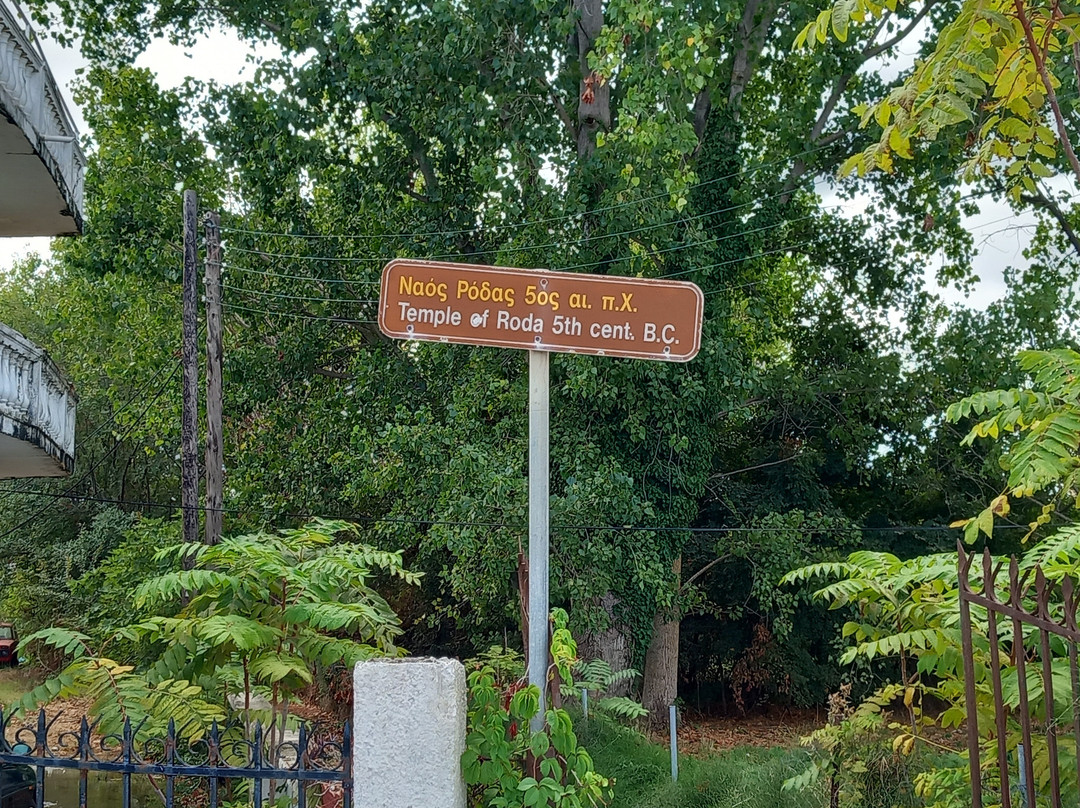 Ναός Ρόδας 5ος αι. π.Χ.
Temple of Roda 5th cent. B.C.